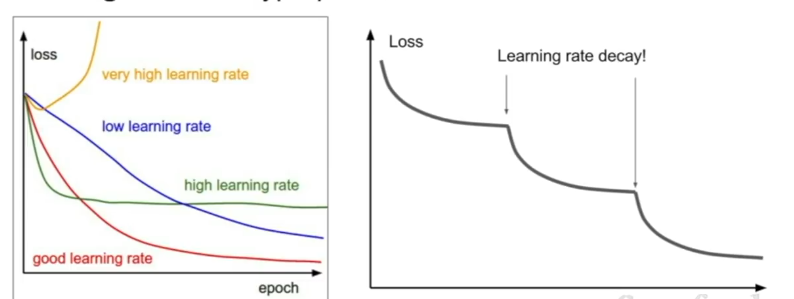 loss
very high learning rate
low learning rate
high learning rate
good learning rate
epoch
Loss
Learning rate decay!